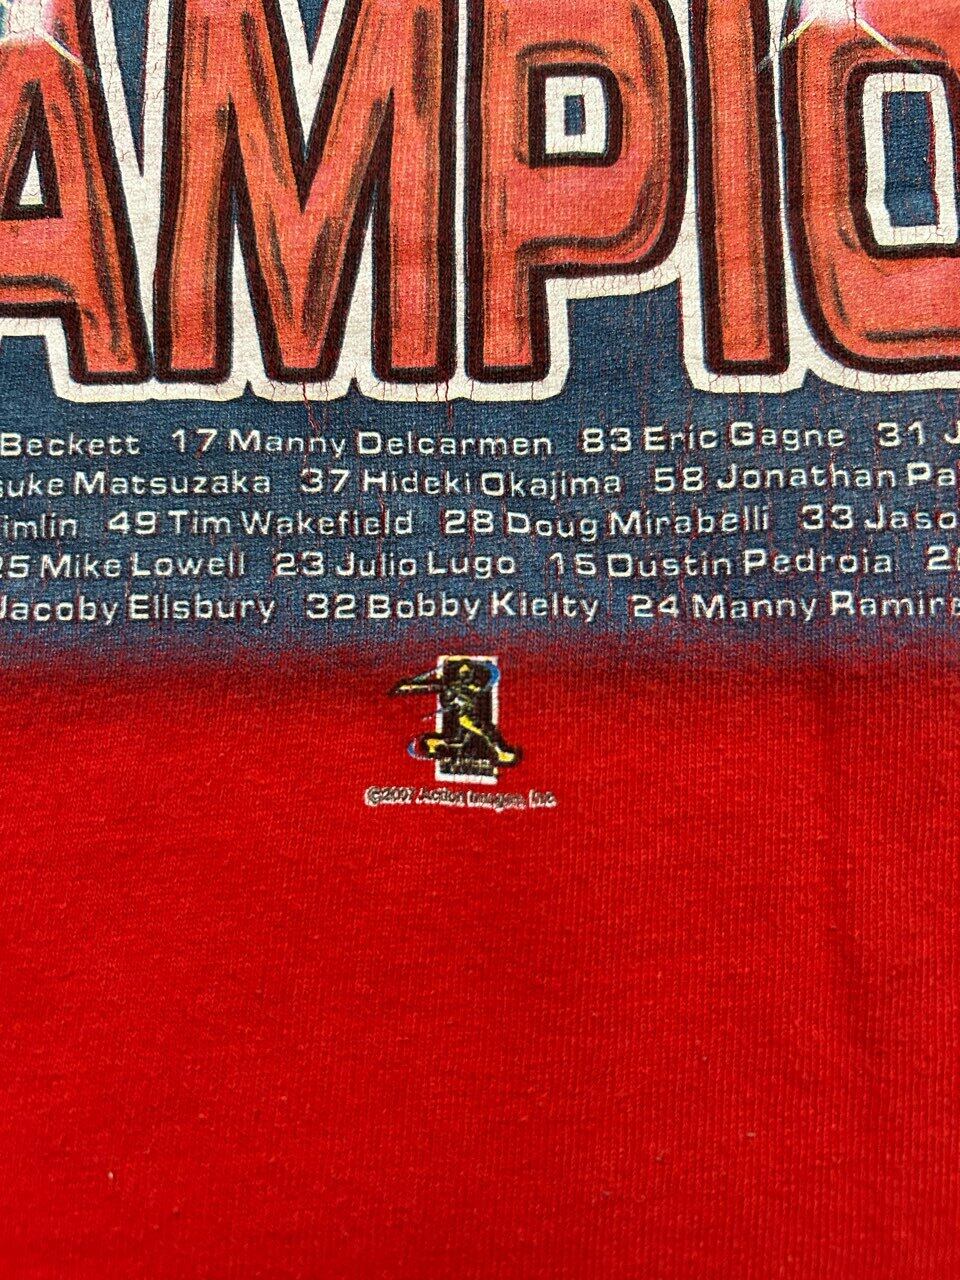 AMPIO
Beckett 17 Manny Delcarmen 83 Eric Gagne 31 J
suke Matsuzaka 37 Hideki Okajima 58 Jonathan Pa
imlin 49 Tim Wakefield 28 Doug Mirabelli 33 Jaso
25 Mike Lowell 23 Julio Lugo 15 Dustin Pedroia 2
Jacoby Ellsbury 32 Bobby Kielty 24 Manny Ramire
©2007 Action Images, Inc.